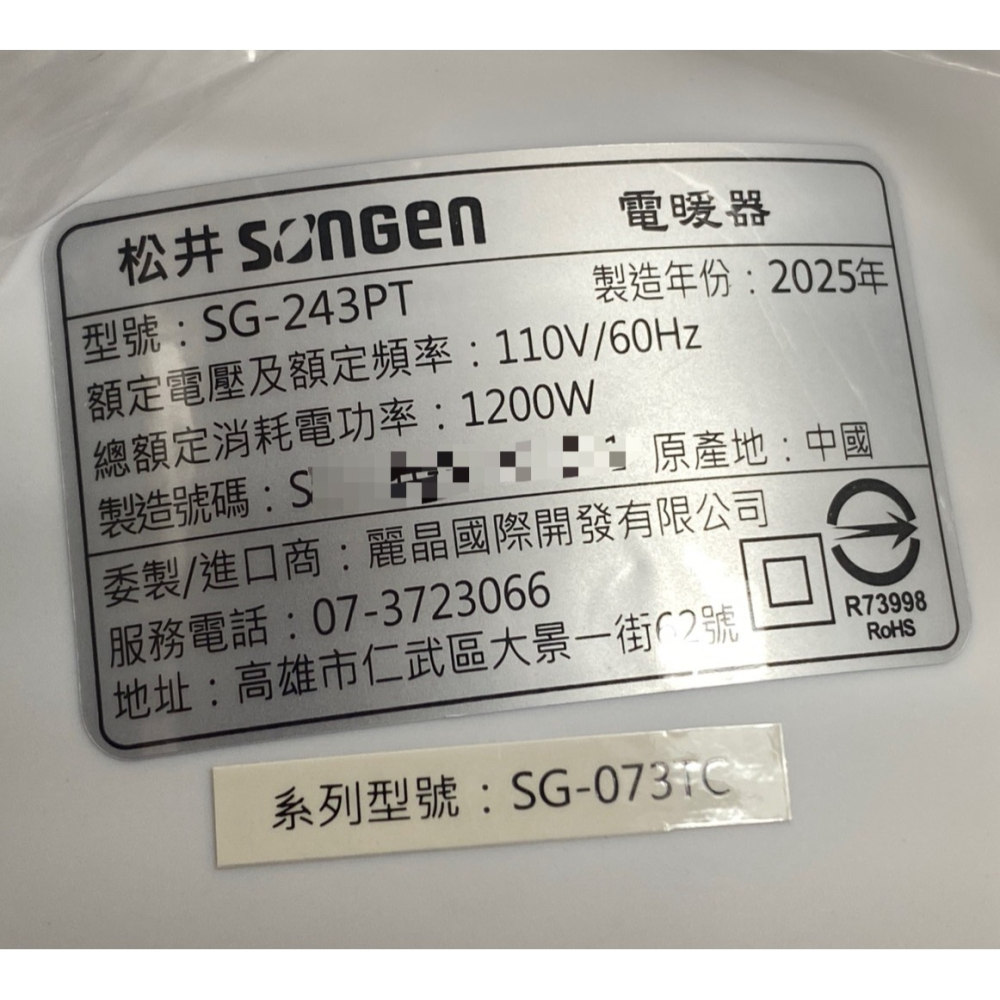 松井 SONGEN 電暖器
型號：SG-243PT 製造年份：2025年
額定電壓及額定頻率：110V/60Hz
總額定消耗電功率：1200W
製造號碼：S 原產地：中國
委製/進口商：麗晶國際開發有限公司
服務電話：07-3723066
地址：高雄市仁武區大景一街62號
R73998
RoHS
系列型號：SG-073TC